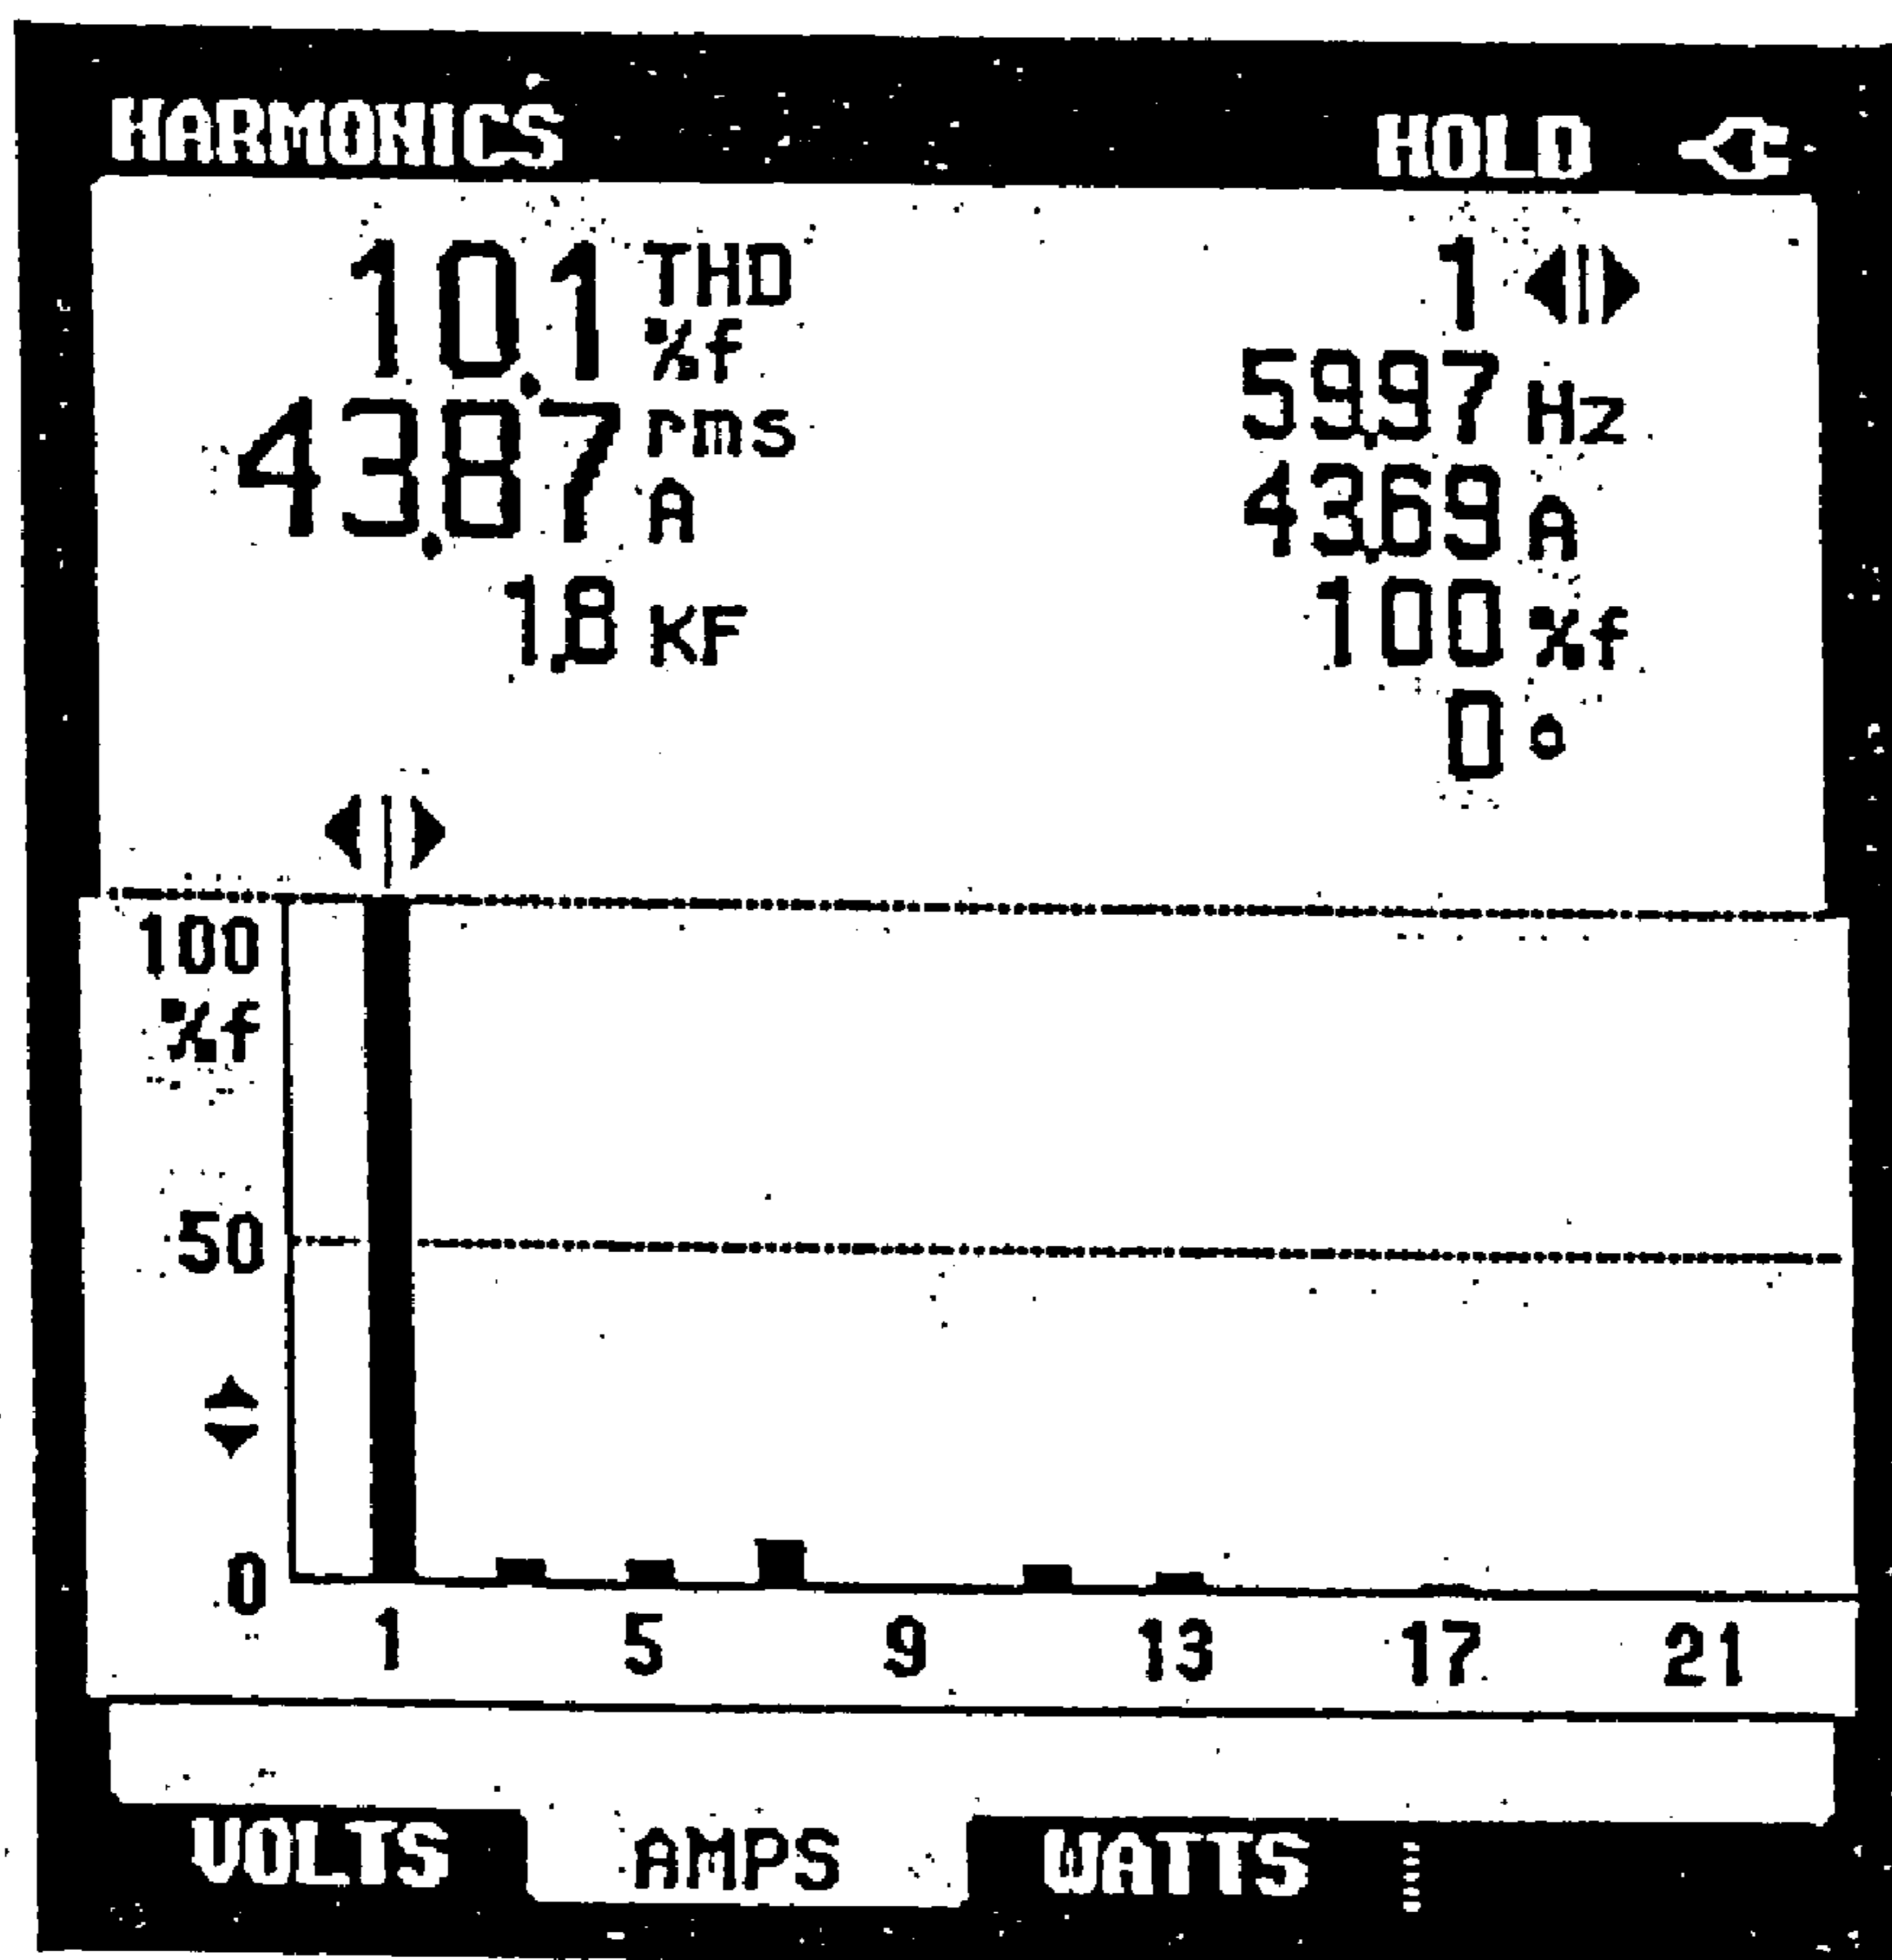 HARMONICS HOLD
10,1 THD %f
43,87 rms A
1,8 KF
1
59,97 Hz
43,69 A
100 %f
0°
100
%f
50
0
1 5 9 13 17 21
VOLTS AMPS WATTS